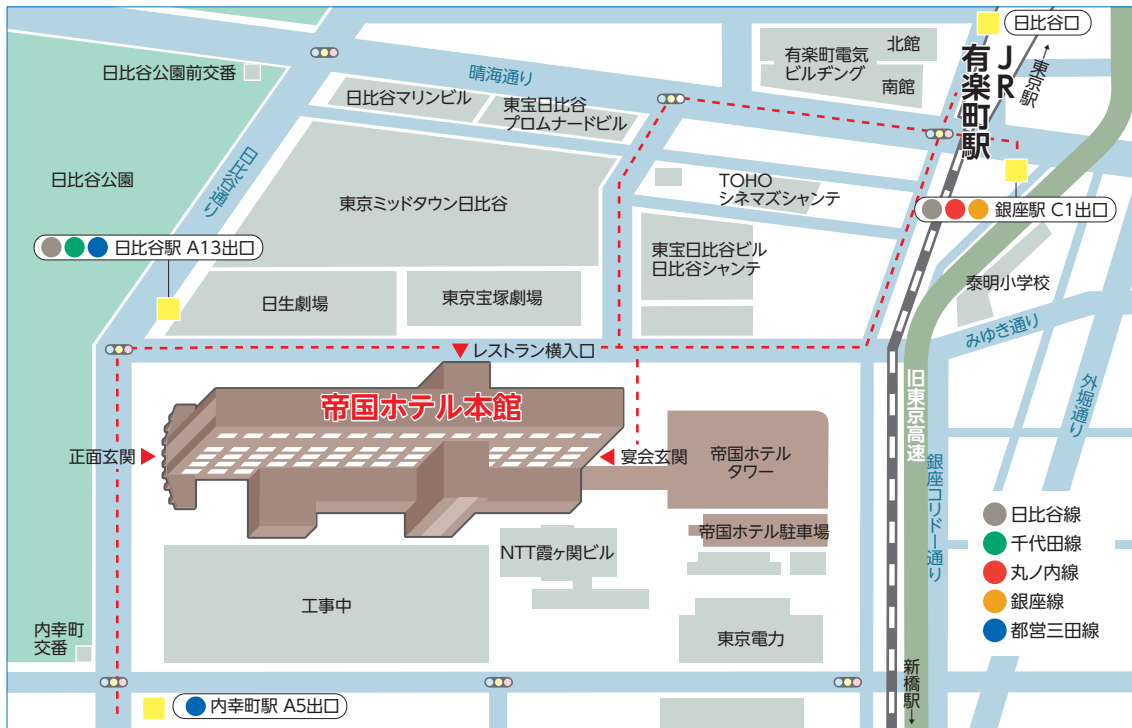 日比谷口
JR
有楽町駅
←東京駅
北館
有楽町電気
ビルヂング
南館
晴海通り
日比谷公園前交番
日比谷マリンビル
東宝日比谷
プロムナードビル
日比谷通り
日比谷公園
東京ミッドタウン日比谷
TOHO
シネマズシャンテ
銀座駅 C1出口
日比谷駅 A13出口
東宝日比谷ビル
日比谷シャンテ
日生劇場
東京宝塚劇場
泰明小学校
みゆき通り
レストラン横入口
帝国ホテル本館
外堀通り
旧東京高速
正面玄関
宴会玄関
帝国ホテル
タワー
銀座コリドー通り
帝国ホテル駐車場
NTT霞ヶ関ビル
日比谷線
千代田線
丸ノ内線
銀座線
都営三田線
工事中
内幸町
交番
東京電力
新橋駅→
内幸町駅 A5出口